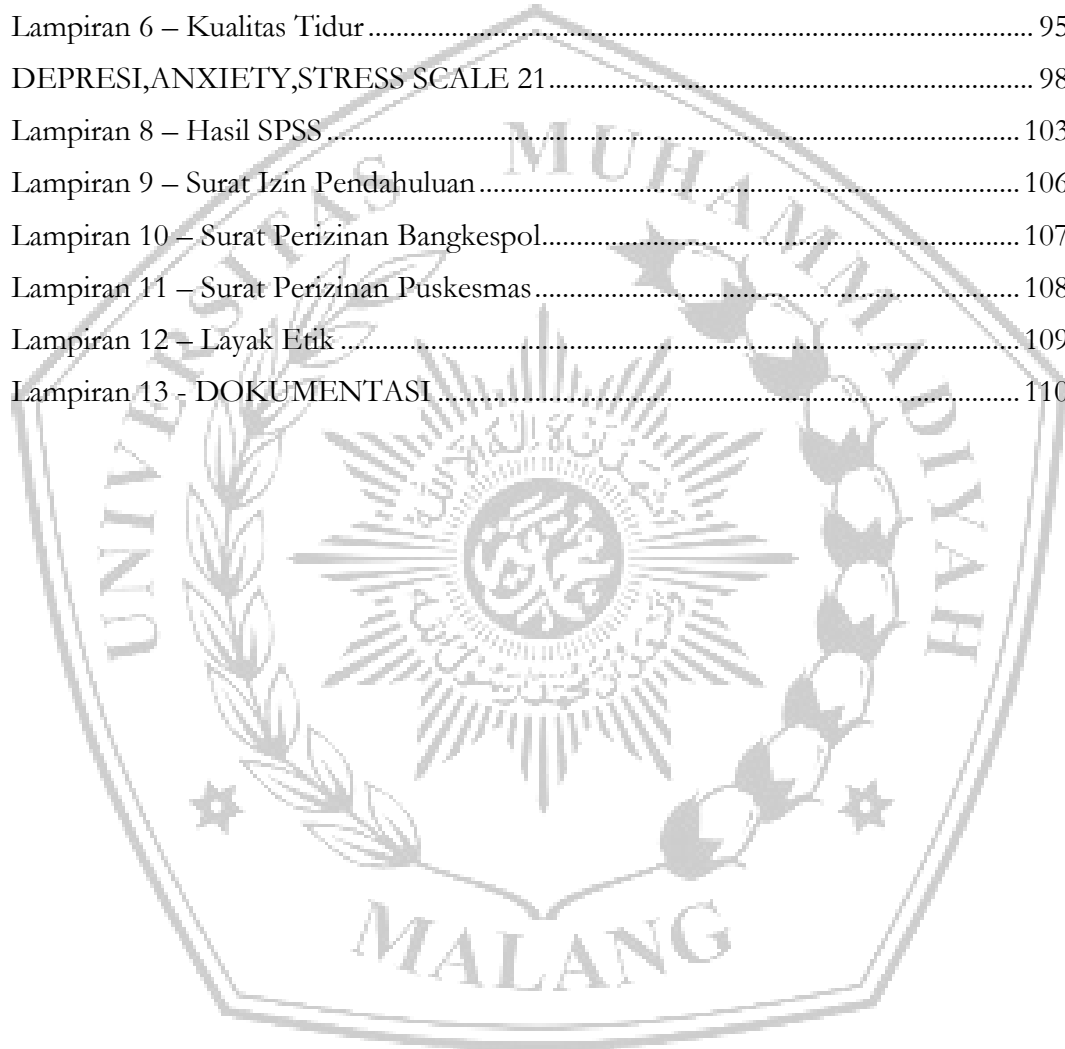 Lampiran 6 – Kualitas Tidur 95
DEPRESI,ANXIETY,STRESS SCALE 21 98
Lampiran 8 – Hasil SPSS 103
Lampiran 9 – Surat Izin Pendahuluan 106
Lampiran 10 – Surat Perizinan Bangkespol 107
Lampiran 11 – Surat Perizinan Puskesmas 108
Lampiran 12 – Layak Etik 109
Lampiran 13 - DOKUMENTASI 110
UNIVERSITAS MUHAMMADIYAH
MALANG